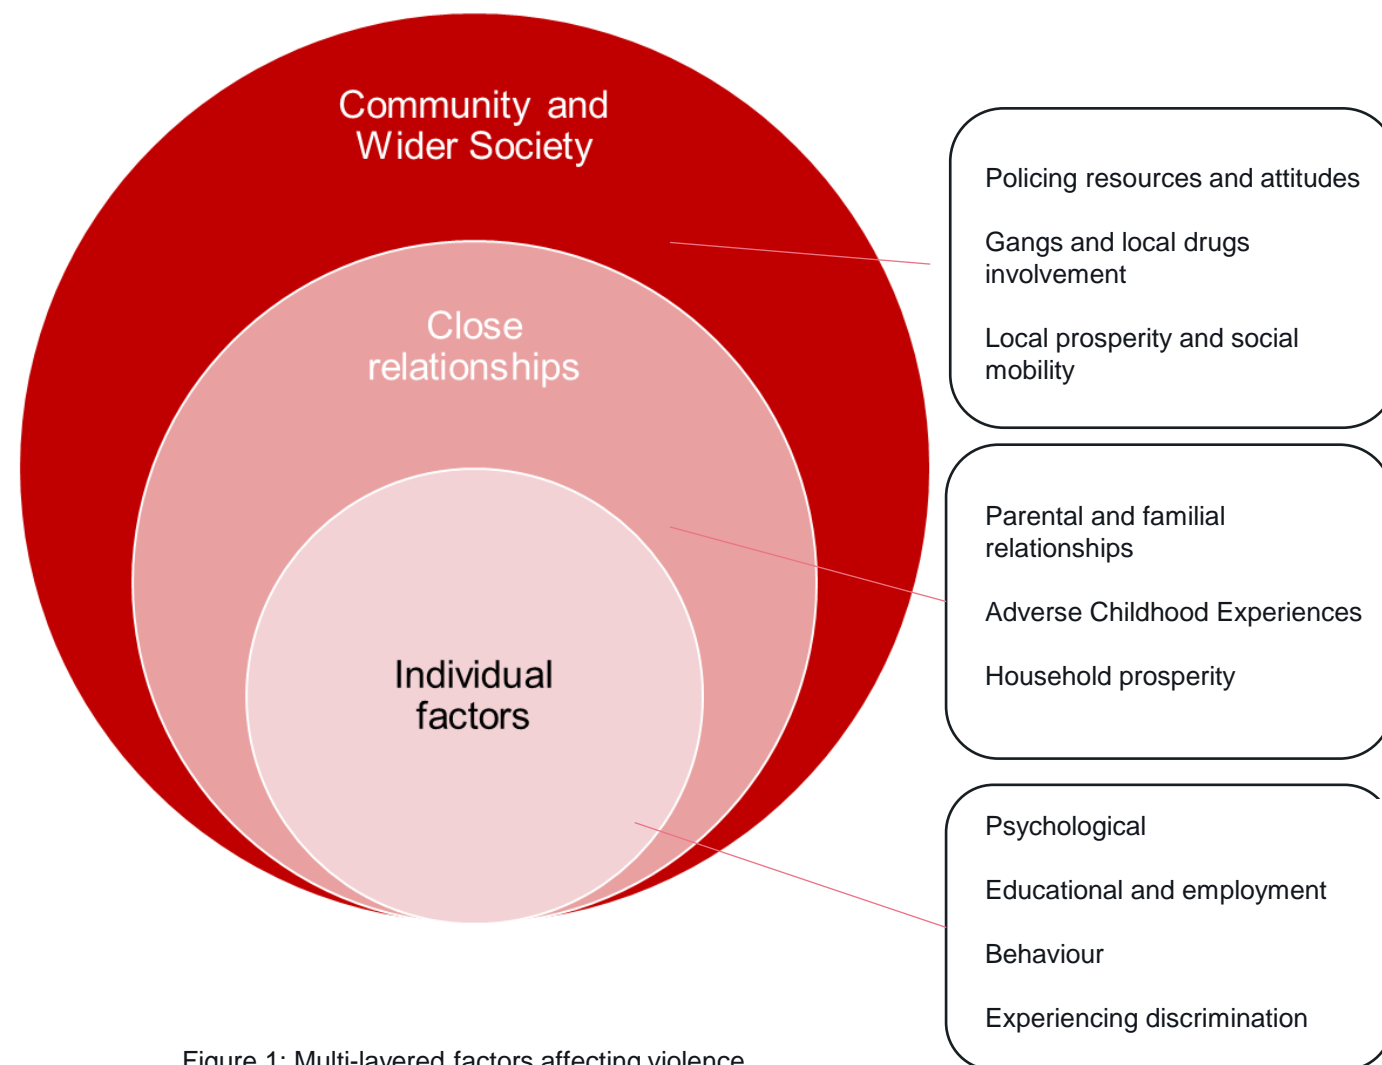 Community and
Wider Society
Close
relationships
Individual
factors
Policing resources and attitudes
Gangs and local drugs
involvement
Local prosperity and social
mobility
Parental and familial
relationships
Adverse Childhood Experiences
Household prosperity
Psychological
Educational and employment
Behaviour
Experiencing discrimination
Figure 1: Multi-layered factors affecting violence